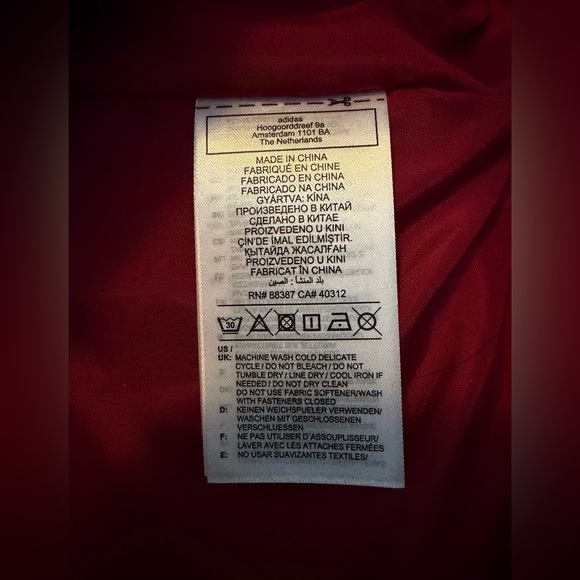 adidas
Hoogoorddreef 9a
Amsterdam 1101 BA
The Netherlands
MADE IN CHINA
FABRIQUÉ EN CHINE
FABRICADO EN CHINA
FABRICADO NA CHINA
GYÁRTVA: KÍNA
ПРОИЗВЕДЕНО В КИТАЙ
СДЕЛАНО В КИТАЕ
PROIZVEDENO U KINI
ÇİN'DE İMAL EDİLMİŞTİR.
ҚЫТАЙДА ЖАСАЛҒАН
PROIZVEDENO U KINI
FABRICAT ÎN CHINA
بلد المنشأ : الصين
RN# 88387 CA# 40312
30
US /
UK: MACHINE WASH COLD DELICATE
CYCLE / DO NOT BLEACH / DO NOT
TUMBLE DRY / LINE DRY / COOL IRON IF
NEEDED / DO NOT DRY CLEAN
DO NOT USE FABRIC SOFTENER/WASH
WITH FASTENERS CLOSED
D: KEINEN WEICHSPUELER VERWENDEN/
WASCHEN MIT GESCHLOSSENEN
VERSCHLUESSEN
F: NE PAS UTILISER D'ASSOUPLISSEUR/
LAVER AVEC LES ATTACHES FERMÉES
E: NO USAR SUAVIZANTES TEXTILES/